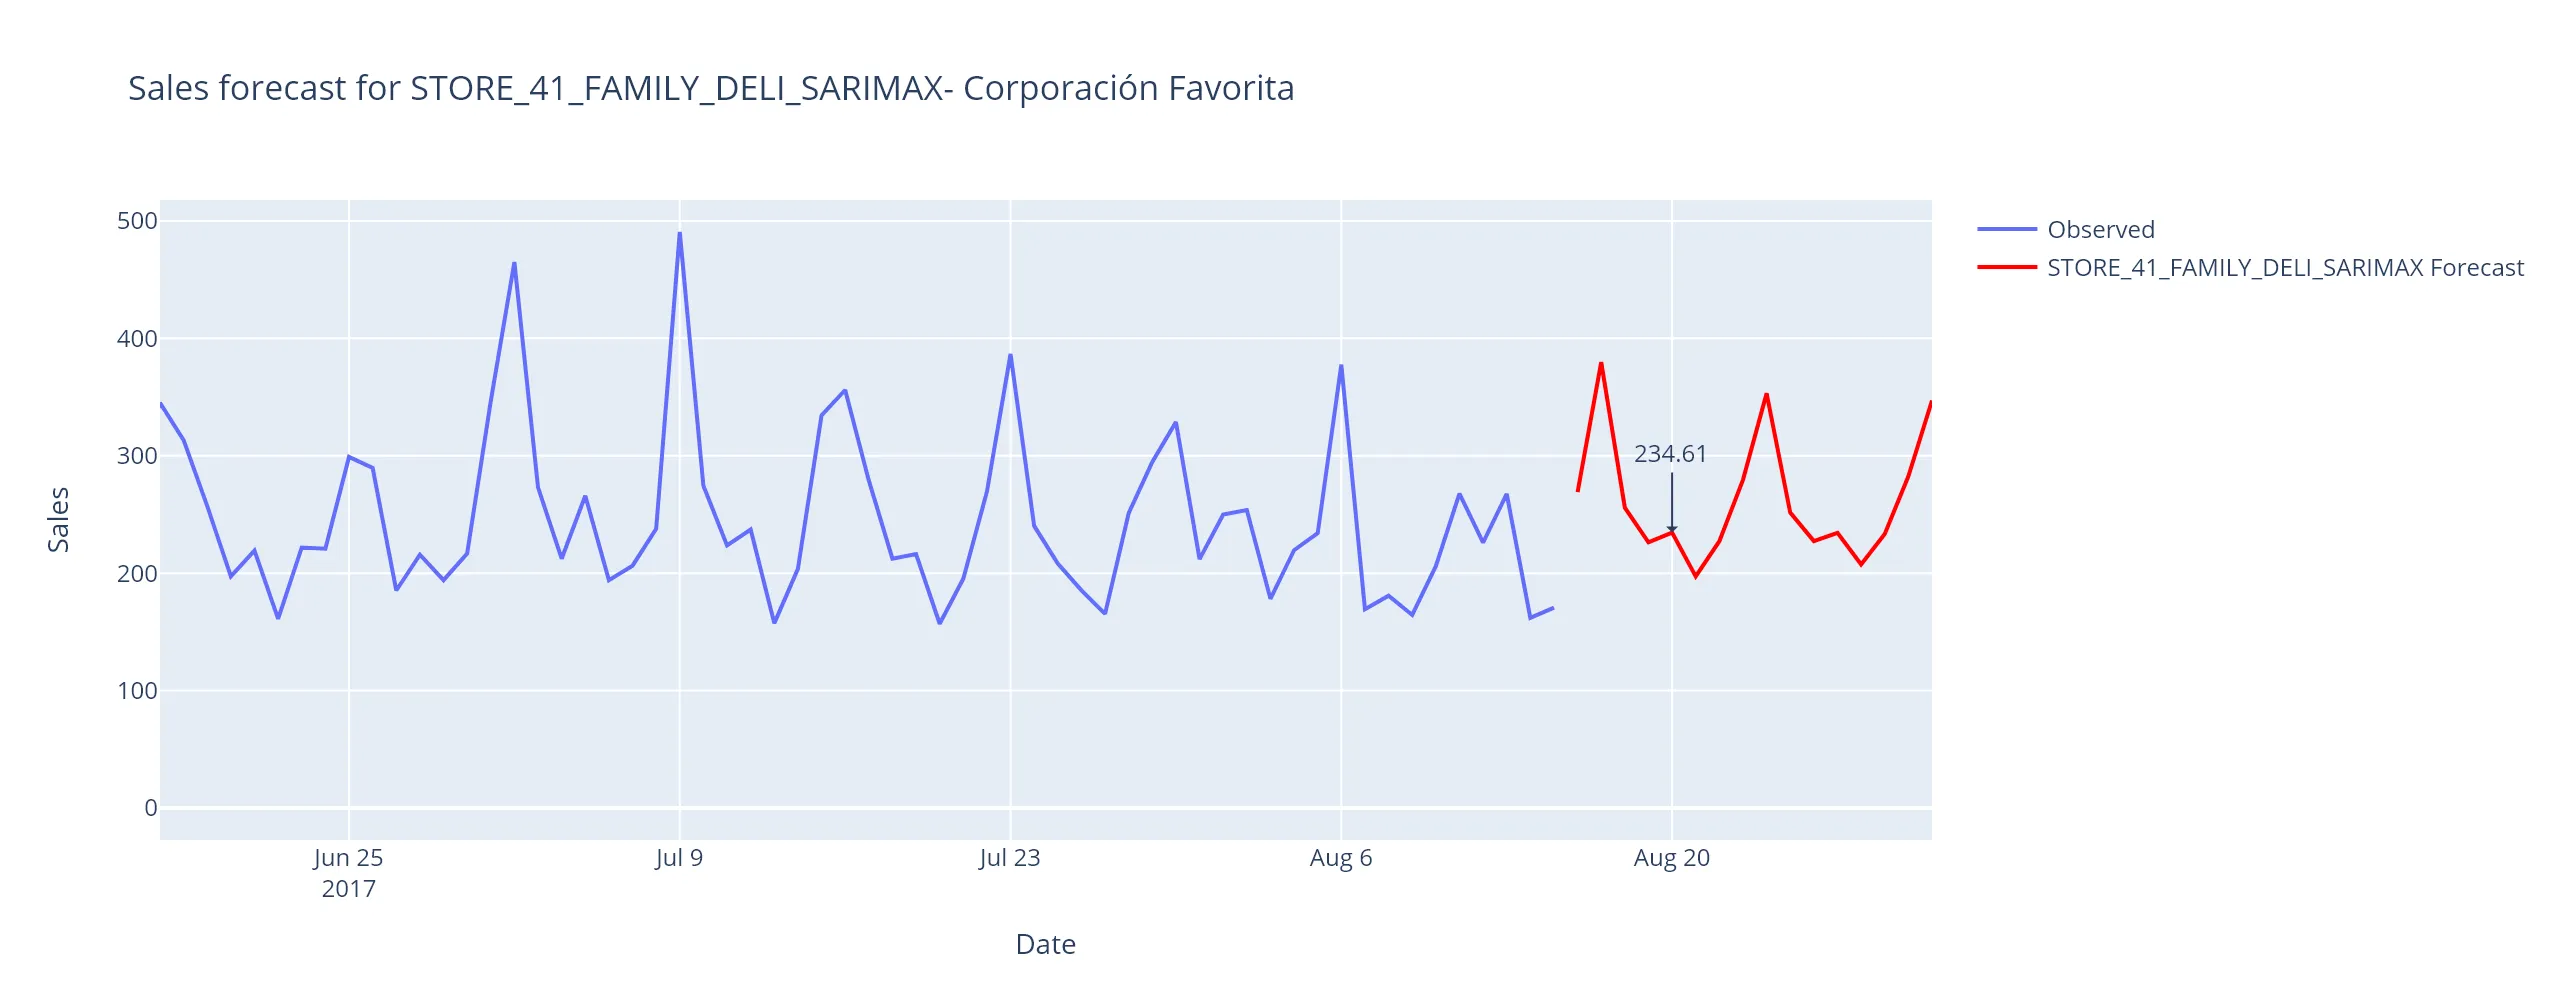 Sales forecast for STORE_41_FAMILY_DELI_SARIMAX- Corporación Favorita
Observed
STORE_41_FAMILY_DELI_SARIMAX Forecast
500
400
300
200
100
0
Sales
234.61
Jun 25
2017
Jul 9
Jul 23
Aug 6
Aug 20
Date